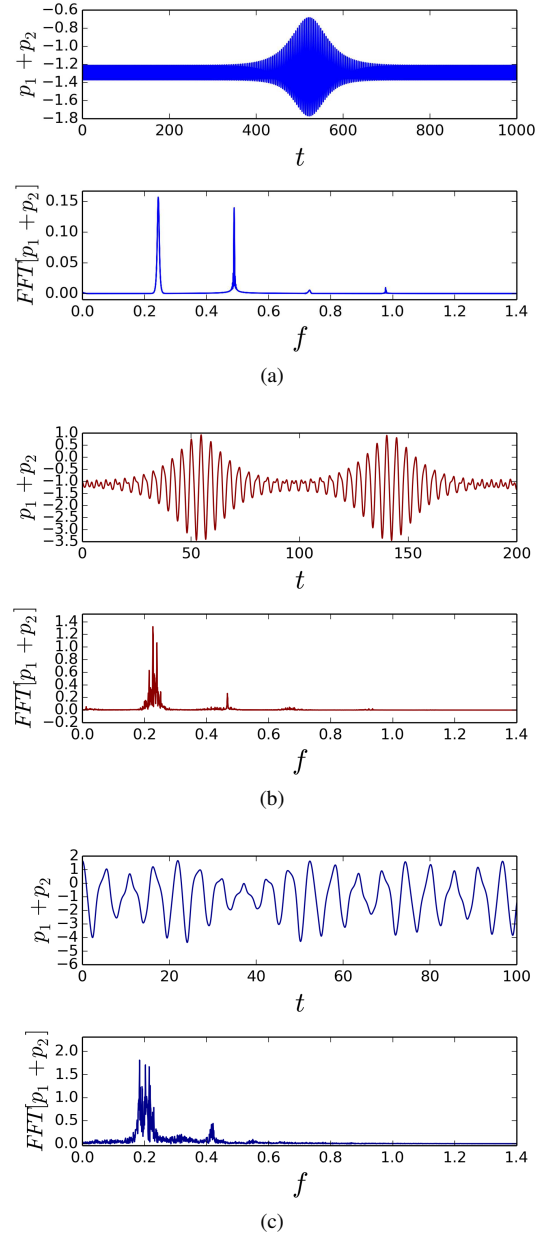 −0.6
−0.8
−1.0
−1.2
−1.4
−1.6
−1.8
p1 + p2
0 200 400 600 800 1000
t
0.15
0.10
0.05
0.00
FFT[p1 + p2]
0.0 0.2 0.4 0.6 0.8 1.0 1.2 1.4
f
(a)
1.0
0.5
0.0
−0.5
−1.0
−1.5
−2.0
−2.5
−3.0
−3.5
p1 + p2
0 50 100 150 200
t
1.4
1.2
1.0
0.8
0.6
0.4
0.2
0.0
−0.2
FFT[p1 + p2]
0.0 0.2 0.4 0.6 0.8 1.0 1.2 1.4
f
(b)
2
1
0
−1
−2
−3
−4
−5
−6
p1 + p2
0 20 40 60 80 100
t
2.0
1.5
1.0
0.5
0.0
FFT[p1 + p2]
0.0 0.2 0.4 0.6 0.8 1.0 1.2 1.4
f
(c)